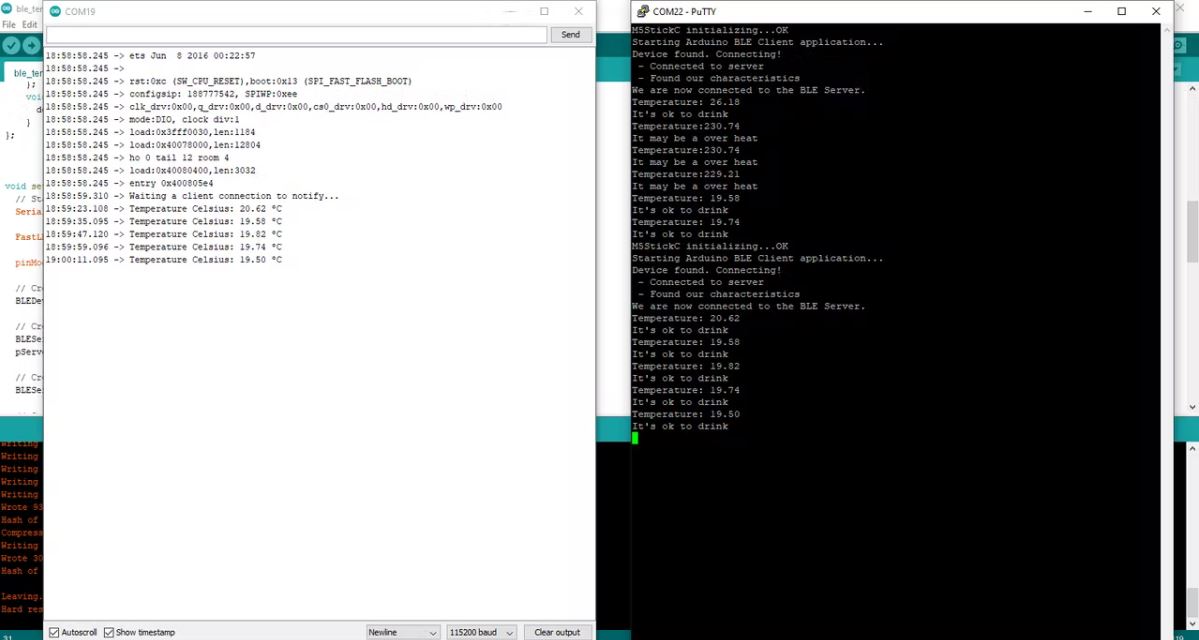 ble_te
File Edit
ble_te
};
voi
d
}
};
void se
// St
Seria
FastL
pinMo
// Cr
BLEDe
// Cr
BLESe
pServ
// Cr
BLESe
Writing
Writing
Writing
Writing
Writing
Wrote 93
Hash of
Compress
Writing
Wrote 30
Hash of
Leaving.
Hard res
31
COM19
Send
18:58:58.245 -> ets Jun 8 2016 00:22:57
18:58:58.245 ->
18:58:58.245 -> rst:0xc (SW_CPU_RESET),boot:0x13 (SPI_FAST_FLASH_BOOT)
18:58:58.245 -> configsip: 188777542, SPIWP:0xee
18:58:58.245 -> clk_drv:0x00,q_drv:0x00,d_drv:0x00,cs0_drv:0x00,hd_drv:0x00,wp_drv:0x00
18:58:58.245 -> mode:DIO, clock div:1
18:58:58.245 -> load:0x3fff0030,len:1184
18:58:58.245 -> load:0x40078000,len:12804
18:58:58.245 -> ho 0 tail 12 room 4
18:58:58.245 -> load:0x40080400,len:3032
18:58:58.245 -> entry 0x400805e4
18:58:59.310 -> Waiting a client connection to notify...
18:59:23.108 -> Temperature Celsius: 20.62 ºC
18:59:35.095 -> Temperature Celsius: 19.58 ºC
18:59:47.120 -> Temperature Celsius: 19.82 ºC
18:59:59.096 -> Temperature Celsius: 19.74 ºC
19:00:11.095 -> Temperature Celsius: 19.50 ºC
Autoscroll Show timestamp
Newline
115200 baud
Clear output
COM22 - PuTTY
M5StickC initializing...OK
Starting Arduino BLE Client application...
Device found. Connecting!
- Connected to server
- Found our characteristics
We are now connected to the BLE Server.
Temperature: 26.18
It's ok to drink
Temperature:230.74
It may be a over heat
Temperature:230.74
It may be a over heat
Temperature:229.21
It may be a over heat
Temperature: 19.58
It's ok to drink
Temperature: 19.74
It's ok to drink
M5StickC initializing...OK
Starting Arduino BLE Client application...
Device found. Connecting!
- Connected to server
- Found our characteristics
We are now connected to the BLE Server.
Temperature: 20.62
It's ok to drink
Temperature: 19.58
It's ok to drink
Temperature: 19.82
It's ok to drink
Temperature: 19.74
It's ok to drink
Temperature: 19.50
It's ok to drink